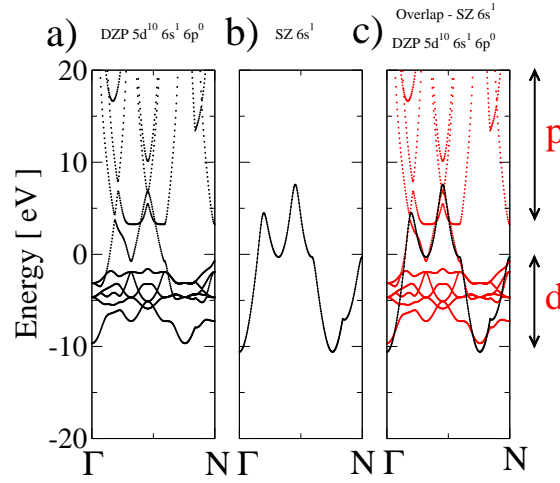 a) DZP 5d¹⁰ 6s¹ 6p⁰
b) SZ 6s¹
c) Overlap - SZ 6s¹
DZP 5d¹⁰ 6s¹ 6p⁰
Energy [ eV ]
20
10
0
-10
-20
p
d
Γ N Γ N Γ N